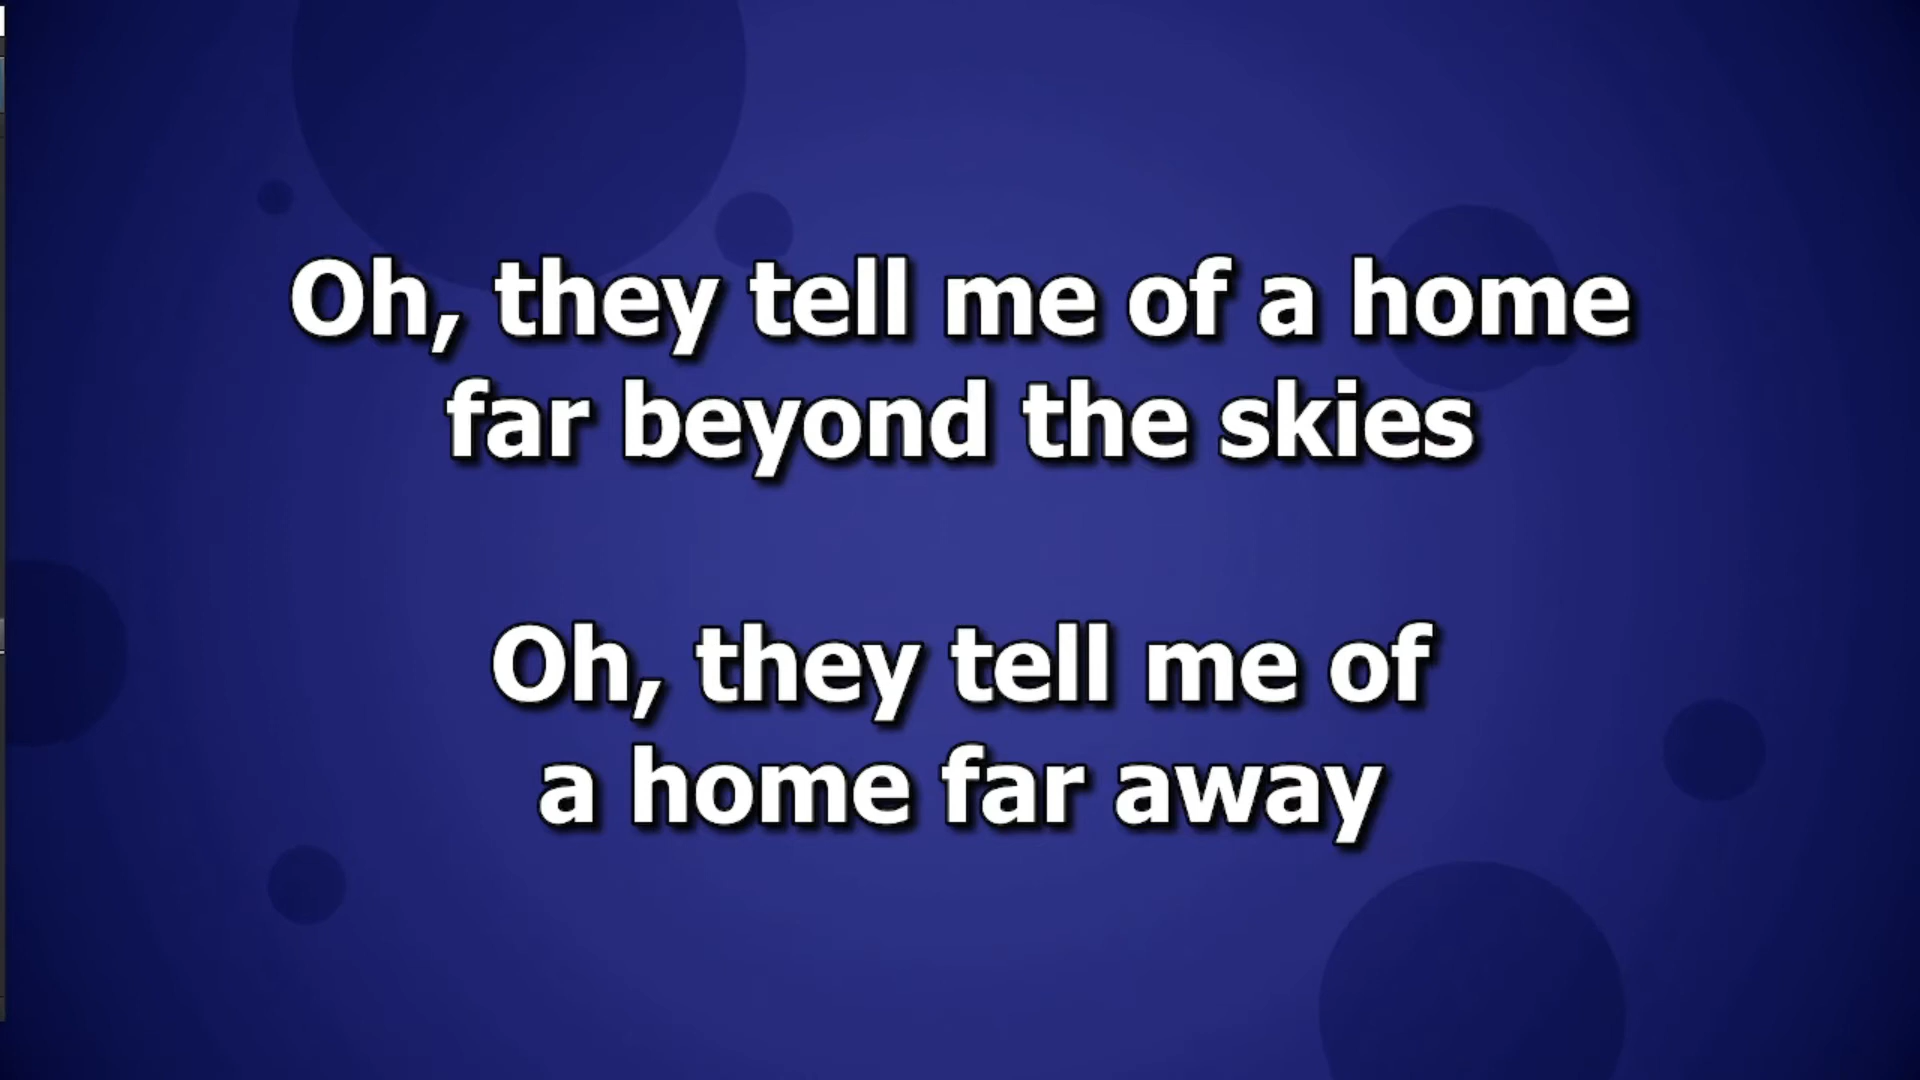 Oh, they tell me of a home
far beyond the skies
Oh, they tell me of
a home far away